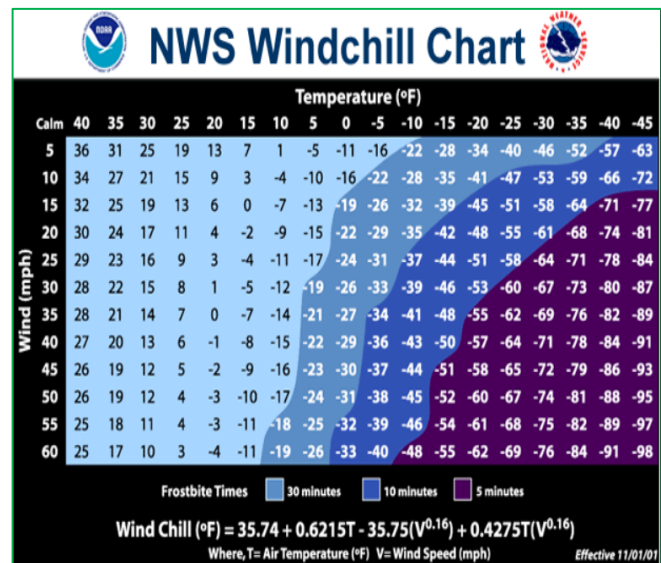 NOAA
NWS Windchill Chart
Temperature (ºF)
Calm 40 35 30 25 20 15 10 5 0 -5 -10 -15 -20 -25 -30 -35 -40 -45
5 36 31 25 19 13 7 1 -5 -11 -16 -22 -28 -34 -40 -46 -52 -57 -63
10 34 27 21 15 9 3 -4 -10 -16 -22 -28 -35 -41 -47 -53 -59 -66 -72
15 32 25 19 13 6 0 -7 -13 -19 -26 -32 -39 -45 -51 -58 -64 -71 -77
20 30 24 17 11 4 -2 -9 -15 -22 -29 -35 -42 -48 -55 -61 -68 -74 -81
25 29 23 16 9 3 -4 -11 -17 -24 -31 -37 -44 -51 -58 -64 -71 -78 -84
30 28 22 15 8 1 -5 -12 -19 -26 -33 -39 -46 -53 -60 -67 -73 -80 -87
35 28 21 14 7 0 -7 -14 -21 -27 -34 -41 -48 -55 -62 -69 -76 -82 -89
40 27 20 13 6 -1 -8 -15 -22 -29 -36 -43 -50 -57 -64 -71 -78 -84 -91
45 26 19 12 5 -2 -9 -16 -23 -30 -37 -44 -51 -58 -65 -72 -79 -86 -93
50 26 19 12 4 -3 -10 -17 -24 -31 -38 -45 -52 -60 -67 -74 -81 -88 -95
55 25 18 11 4 -3 -11 -18 -25 -32 -39 -46 -54 -61 -68 -75 -82 -89 -97
60 25 17 10 3 -4 -11 -19 -26 -33 -40 -48 -55 -62 -69 -76 -84 -91 -98
Wind (mph)
Frostbite Times 30 minutes 10 minutes 5 minutes
Wind Chill (ºF) = 35.74 + 0.6215T - 35.75(V0.16) + 0.4275T(V0.16)
Where, T= Air Temperature (ºF) V= Wind Speed (mph)
Effective 11/01/01